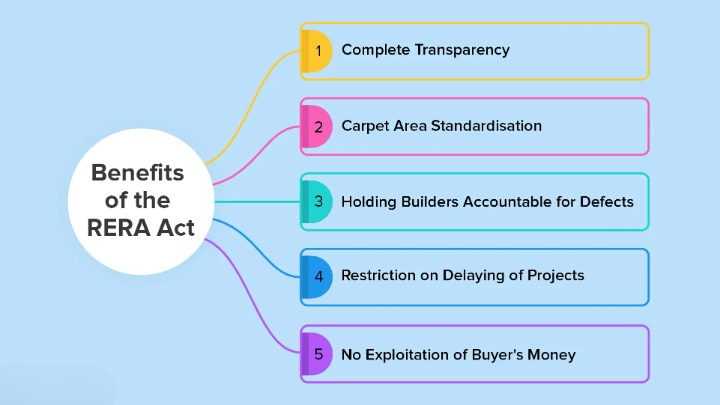 Benefits
of the
RERA Act
1 Complete Transparency
2 Carpet Area Standardisation
3 Holding Builders Accountable for Defects
4 Restriction on Delaying of Projects
5 No Exploitation of Buyer's Money